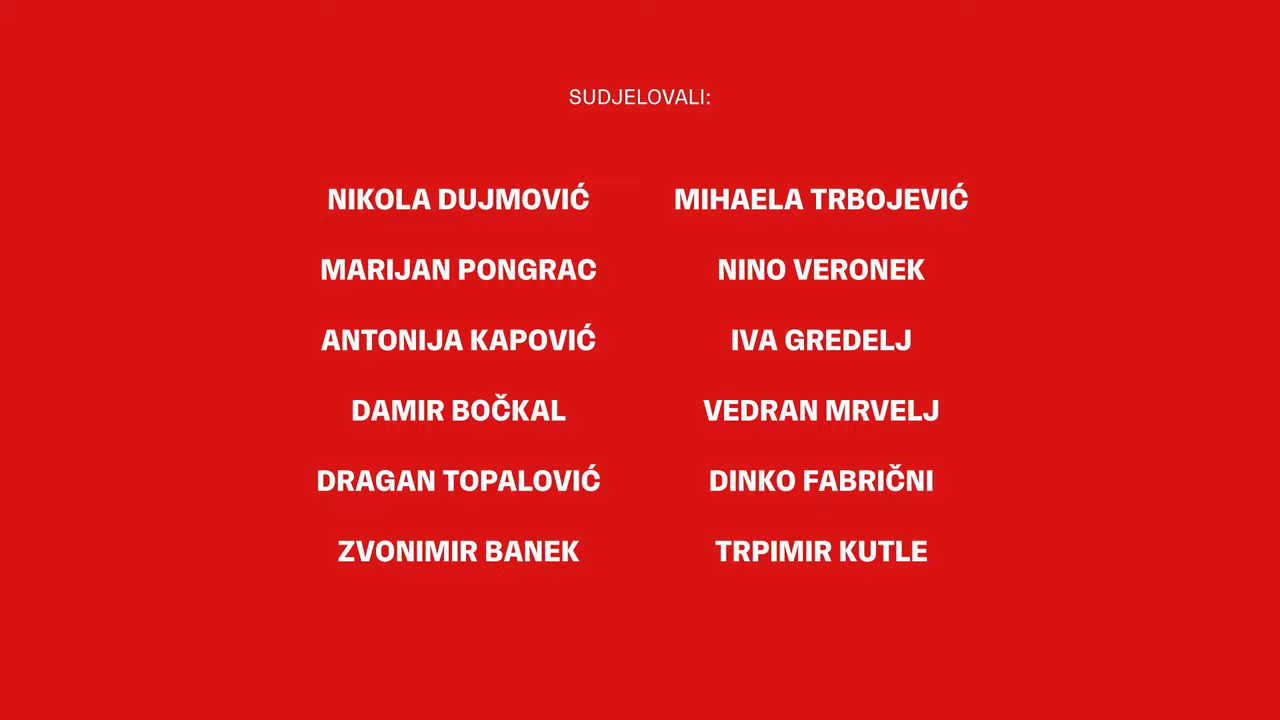 SUDJELOVALI:
NIKOLA DUJMOVIĆ
MARIJAN PONGRAC
ANTONIJA KAPOVIĆ
DAMIR BOČKAL
DRAGAN TOPALOVIĆ
ZVONIMIR BANEK
MIHAELA TRBOJEVIĆ
NINO VERONEK
IVA GREDELJ
VEDRAN MRVELJ
DINKO FABRIČNI
TRPIMIR KUTLE